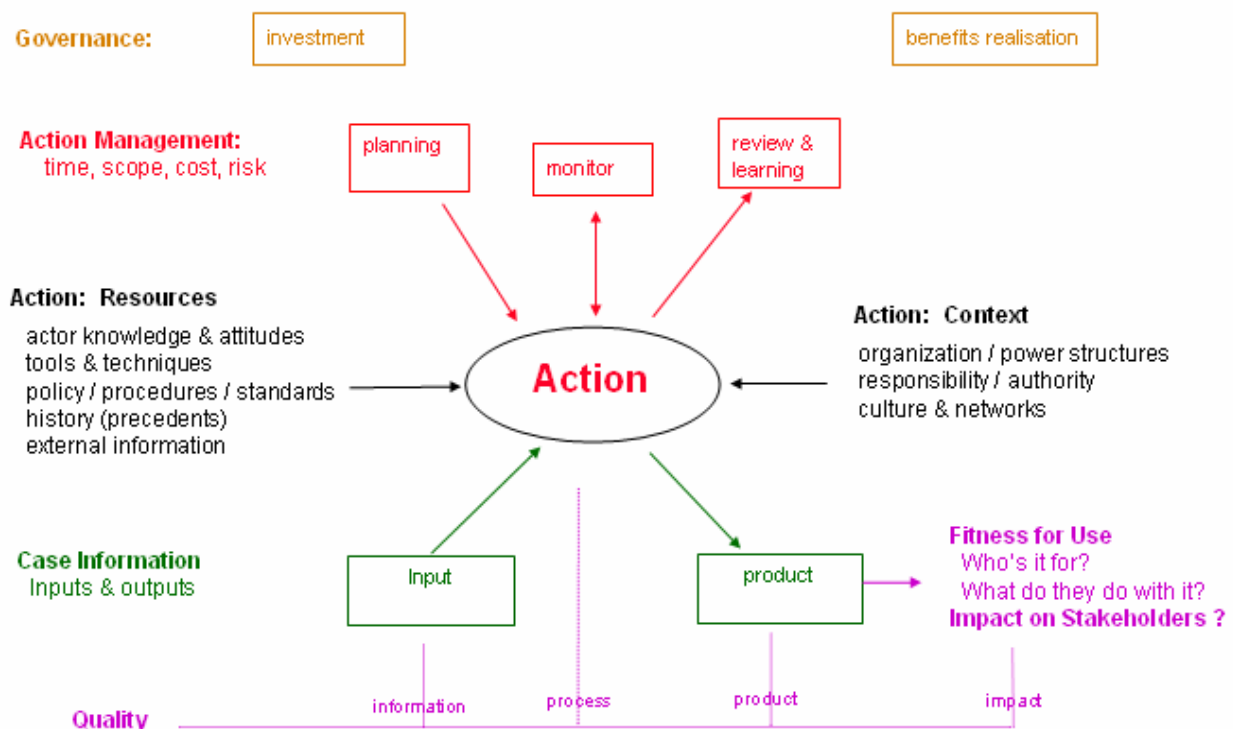 Governance:
investment
benefits realisation
Action Management:
time, scope, cost, risk
planning
monitor
review &
learning
Action: Resources
actor knowledge & attitudes
tools & techniques
policy / procedures / standards
history (precedents)
external information
Action
Action: Context
organization / power structures
responsibility / authority
culture & networks
Case Information
Inputs & outputs
Input
product
Fitness for Use
Who's it for?
What do they do with it?
Impact on Stakeholders ?
Quality
information
process
product
impact